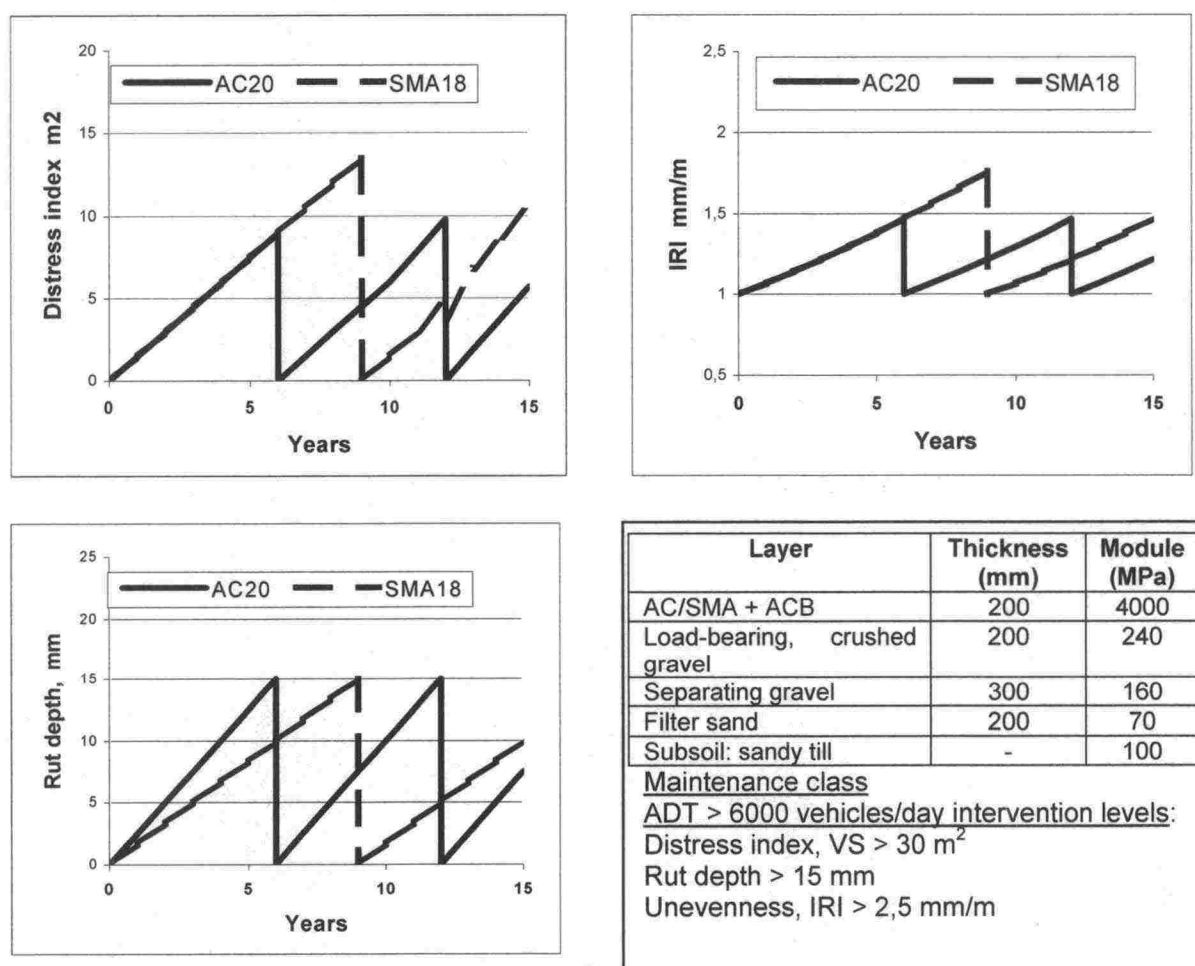 20
15
10
5
0
Distress index m2
AC20 SMA18
0 5 10 15
Years
2,5
2
1,5
1
0,5
IRI mm/m
AC20 SMA18
0 5 10 15
Years
25
20
15
10
5
0
Rut depth, mm
AC20 SMA18
0 5 10 15
Years
Layer Thickness Module
(mm) (MPa)
AC/SMA + ACB 200 4000
Load-bearing, crushed 200 240
gravel
Separating gravel 300 160
Filter sand 200 70
Subsoil: sandy till - 100
Maintenance class
ADT > 6000 vehicles/day intervention levels:
Distress index, VS > 30 m²
Rut depth > 15 mm
Unevenness, IRI > 2,5 mm/m